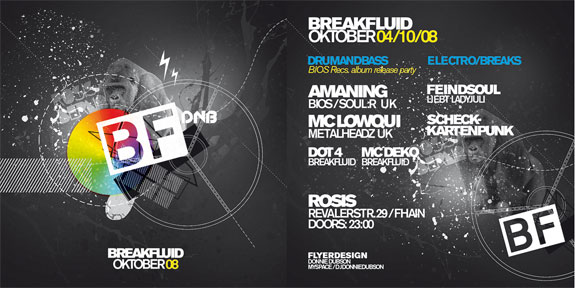 BF
DNB
BREAKFLUID
OKTOBER 08
BREAKFLUID
OKTOBER 04/10/08
DRUMANDBASS
BIOS Recs. album release party
ELECTRO/BREAKS
AMANING
BIOS/SOUL:R UK
MC LOWQUI
METALHEADZ UK
DOT 4
BREAKFLUID
MC DEKO
BREAKFLUID
FEINDSOUL
LIEBT LADYJULI
SCHECK-
KARTENPUNK
ROSIS
REVALERSTR. 29 / FHAIN
DOORS: 23:00
BF
FLYERDESIGN
DONNIE DUBSON
MYSPACE / DJDONNIEDUBSON